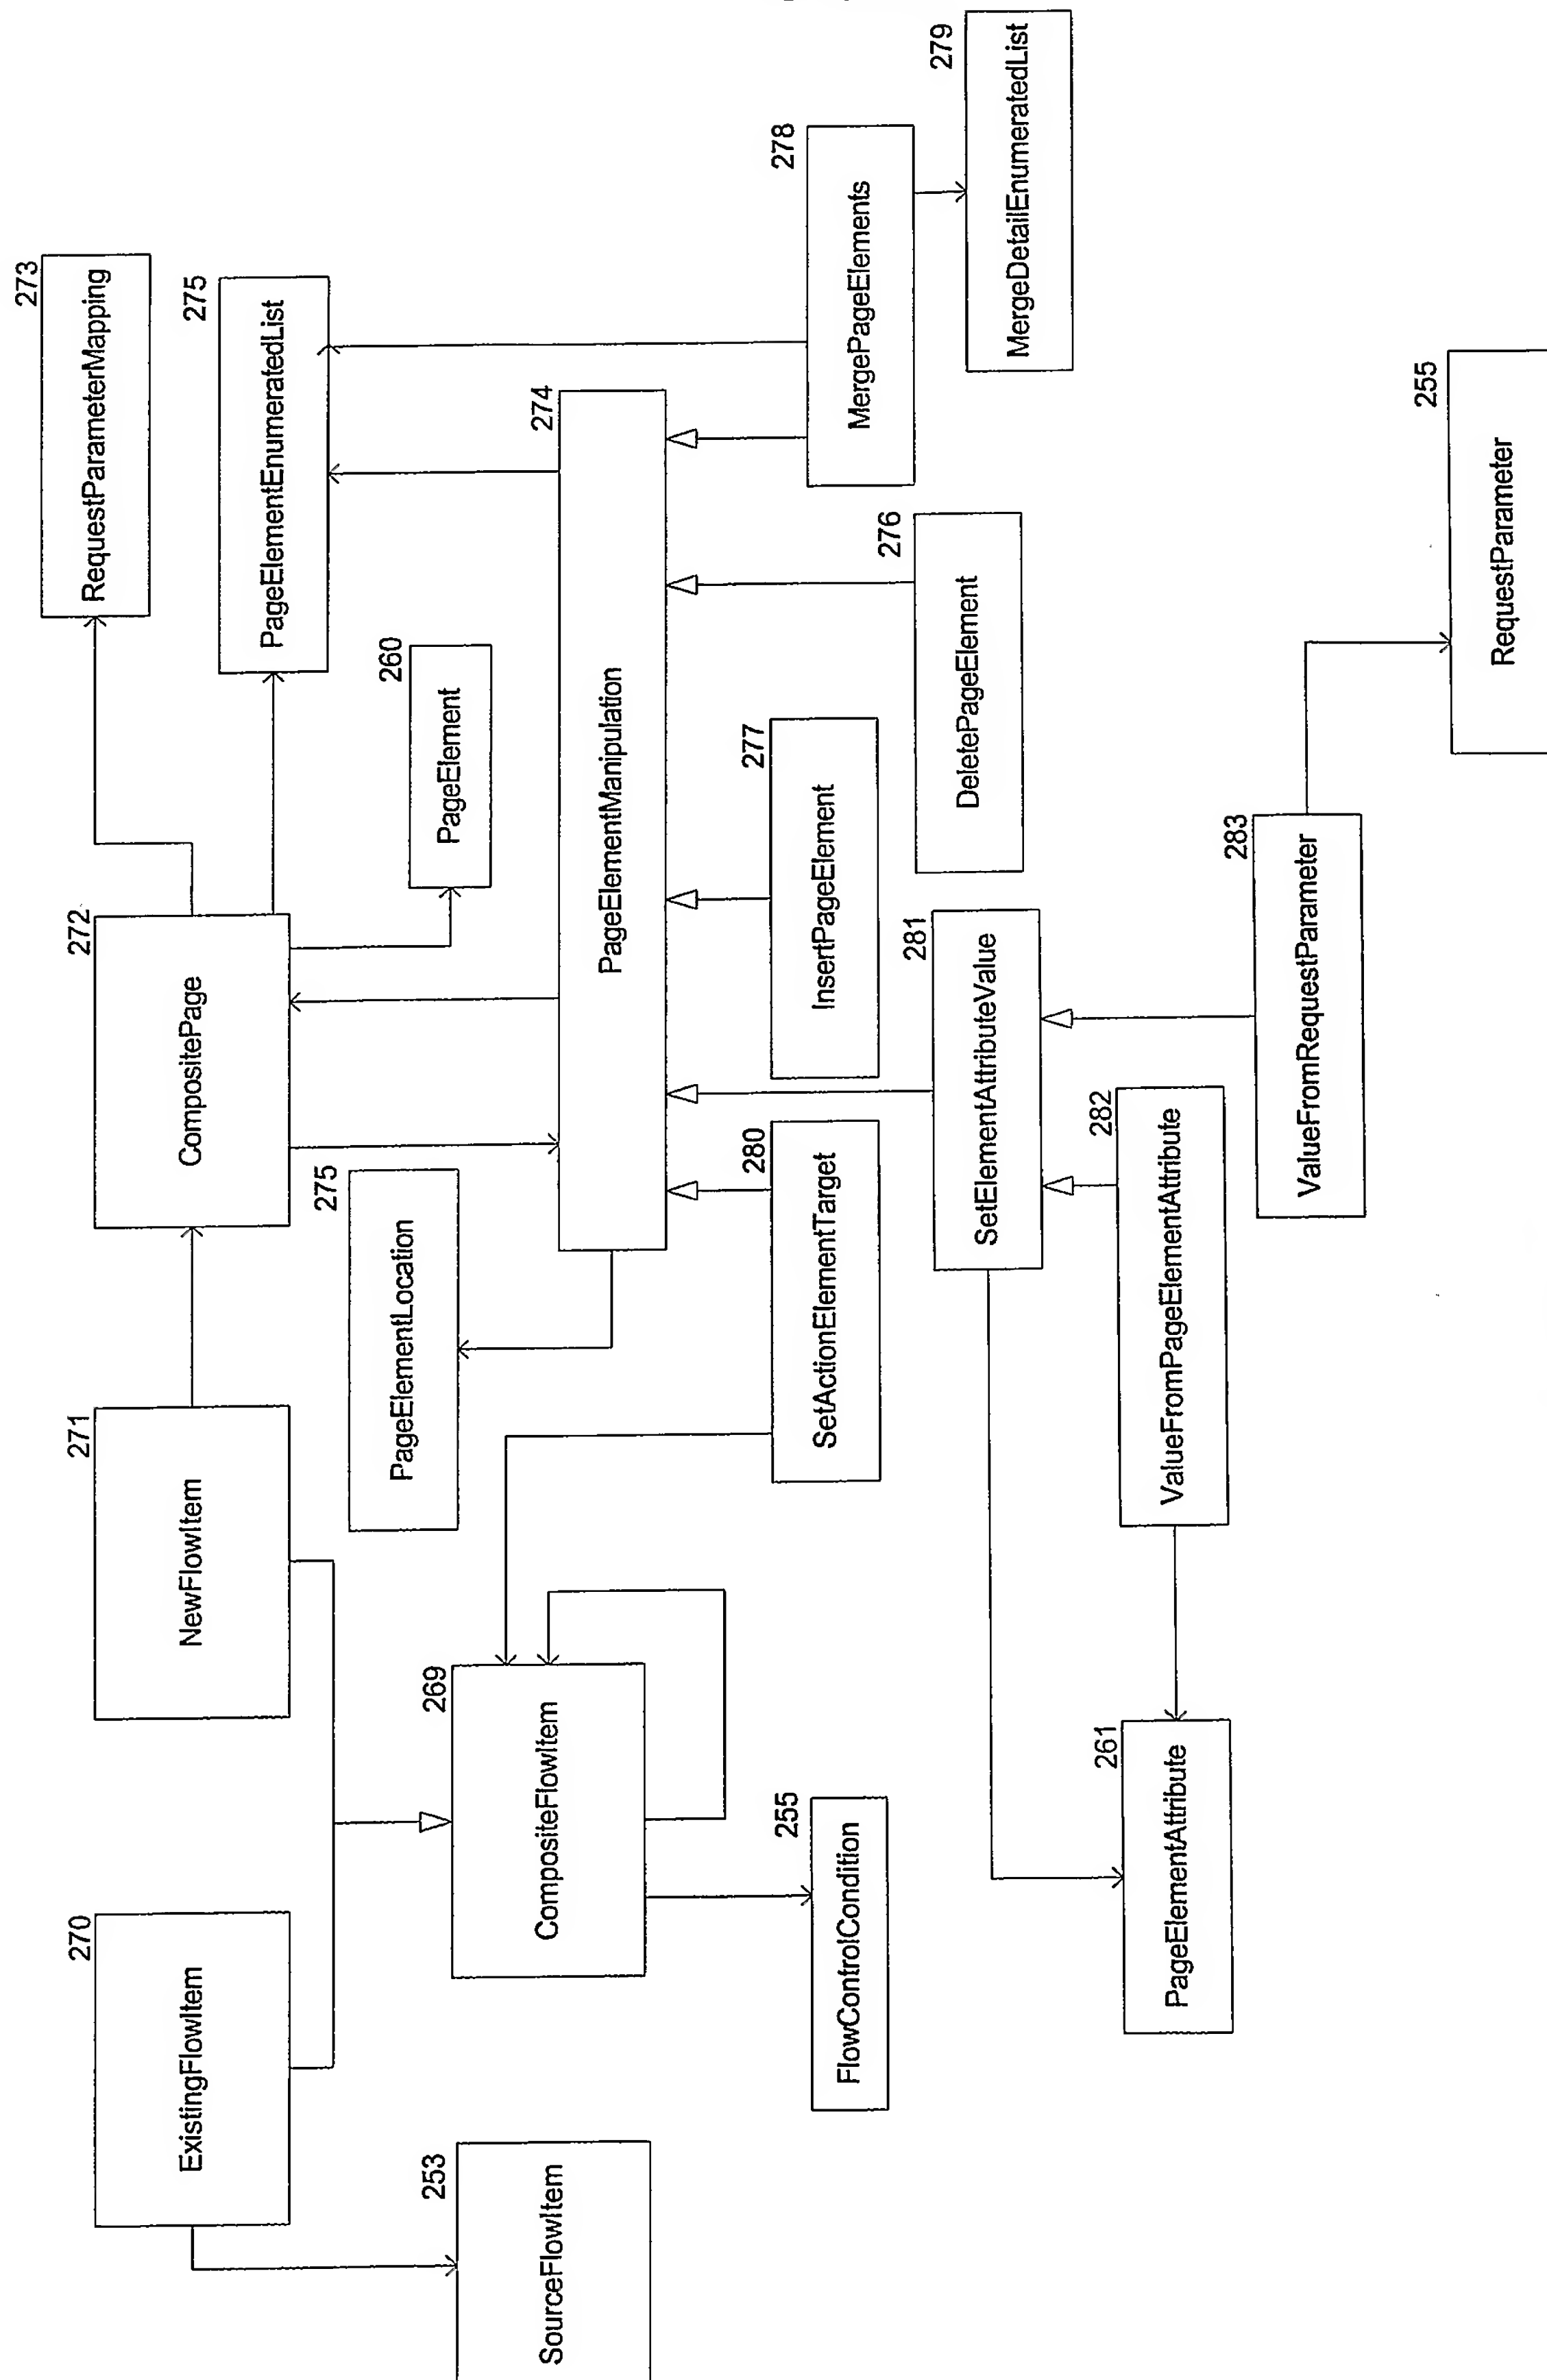 270
ExistingFlowItem
271
NewFlowItem
272
CompositePage
273
RequestParameterMapping
275
PageElementEnumeratedList
275
PageElementLocation
260
PageElement
253
SourceFlowItem
269
CompositeFlowItem
274
PageElementManipulation
255
FlowControlCondition
280
SetActionElementTarget
277
InsertPageElement
278
MergePageElements
276
DeletePageElement
281
SetElementAttributeValue
279
MergeDetailEnumeratedList
261
PageElementAttribute
282
ValueFromPageElementAttribute
283
ValueFromRequestParameter
255
RequestParameter